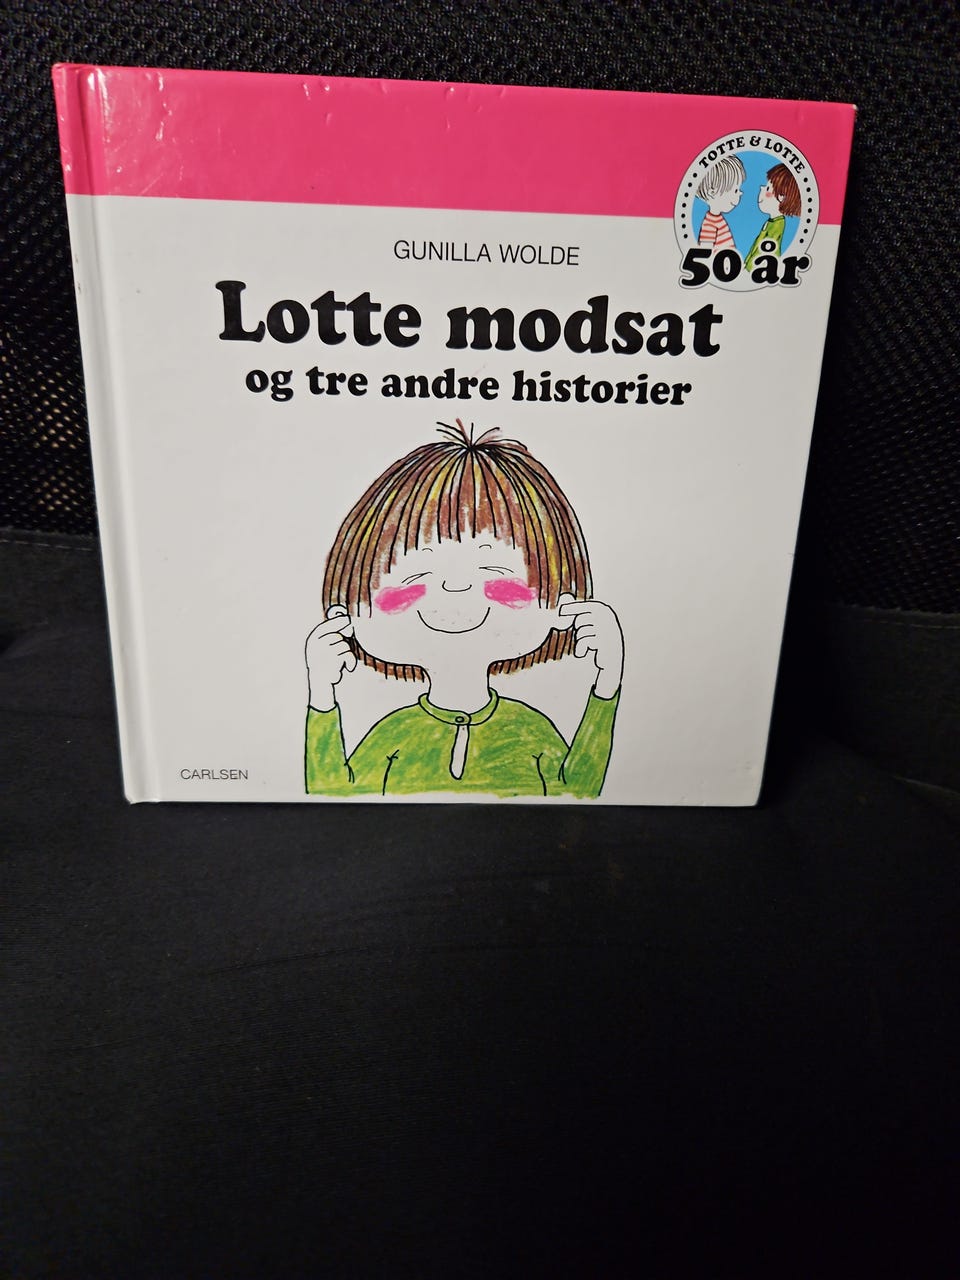 TOTTE & LOTTE
50 år
GUNILLA WOLDE
Lotte modsat
og tre andre historier
CARLSEN